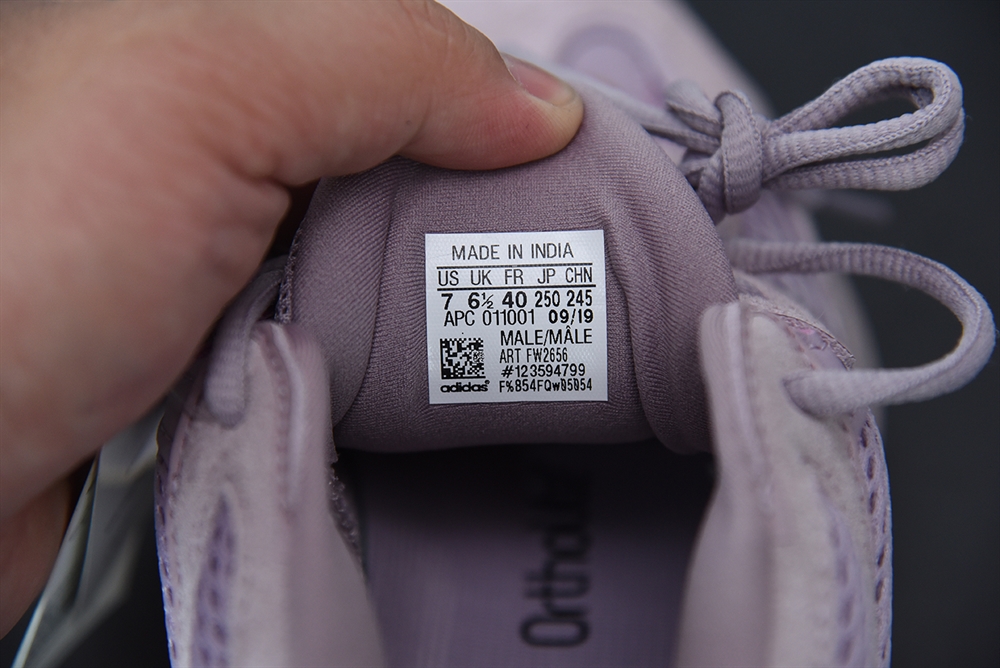 MADE IN INDIA
US UK FR JP CHN
7 6½ 40 250 245
APC 011001 09/19
MALE/MÂLE
ART FW2656
#123594799
adidas® F%854FQw05054
Ortholite